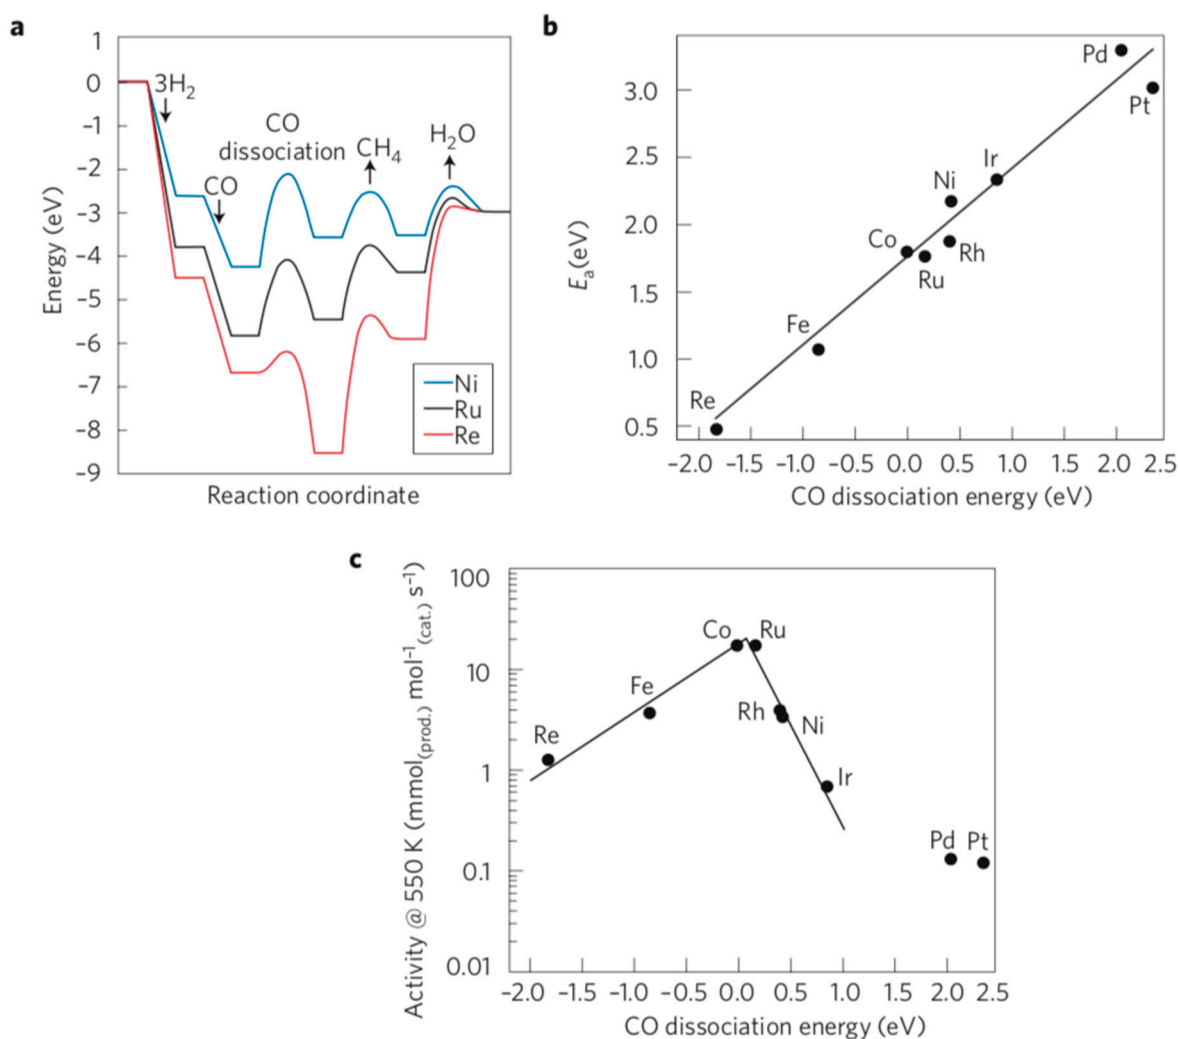 a
1
0
-1
-2
-3
-4
-5
-6
-7
-8
-9
Energy (eV)
3H2
CO
CO
dissociation
CH4
H2O
Ni
Ru
Re
Reaction coordinate
b
3.0
2.5
2.0
1.5
1.0
0.5
Ea(eV)
Pd
Pt
Ir
Ni
Co
Rh
Ru
Fe
Re
-2.0 -1.5 -1.0 -0.5 0.0 0.5 1.0 1.5 2.0 2.5
CO dissociation energy (eV)
c
100
10
1
0.1
0.01
Activity @ 550 K (mmol(prod.) mol-1(cat.) s-1)
Co Ru
Fe
Rh Ni
Re
Ir
Pd Pt
-2.0 -1.5 -1.0 -0.5 0.0 0.5 1.0 1.5 2.0 2.5
CO dissociation energy (eV)